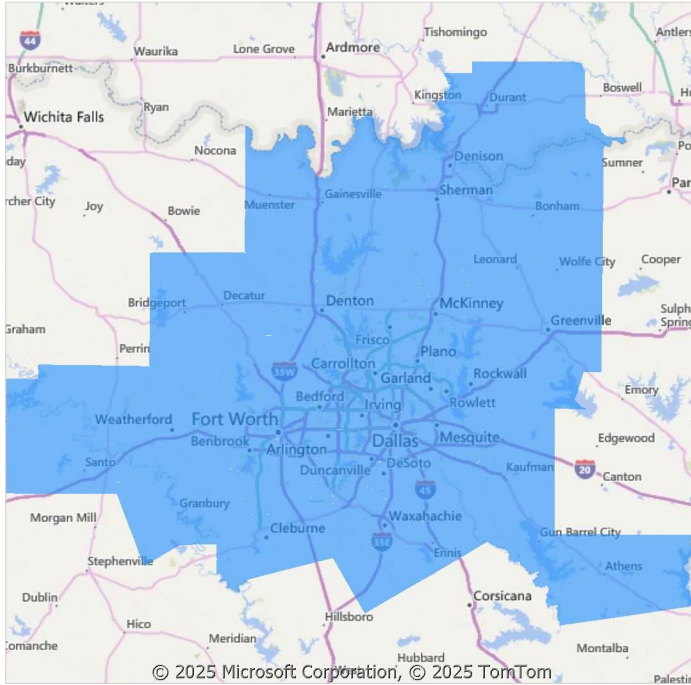 Tishomingo
Antlers
44
Waurika
Lone Grove
Ardmore
Burkburnett
Kingston
Durant
Boswell
Ryan
Marietta
Wichita Falls
Nocona
Denison
Sumner
day
Par
rcher City
Joy
Bowie
Muenster
Gainesville
Sherman
Bonham
Leonard
Wolfe City
Cooper
Bridgeport
Decatur
Denton
McKinney
Sulph
Greenville
Spring
Graham
Perrin
Frisco
Plano
35W
Carrollton
Garland
Rockwall
Emory
Bedford
Irving
Rowlett
Weatherford
Fort Worth
Benbrook
Arlington
Dallas
Mesquite
Edgewood
Santo
Duncanville
DeSoto
Kaufman
20
Canton
45
Granbury
Morgan Mill
Waxahachie
Cleburne
Gun Barrel City
35E
Ennis
Stephenville
Athens
Dublin
Corsicana
Hico
Hillsboro
Meridian
Comanche
Hubbard
Montalba
© 2025 Microsoft Corporation, © 2025 TomTom
Palesti